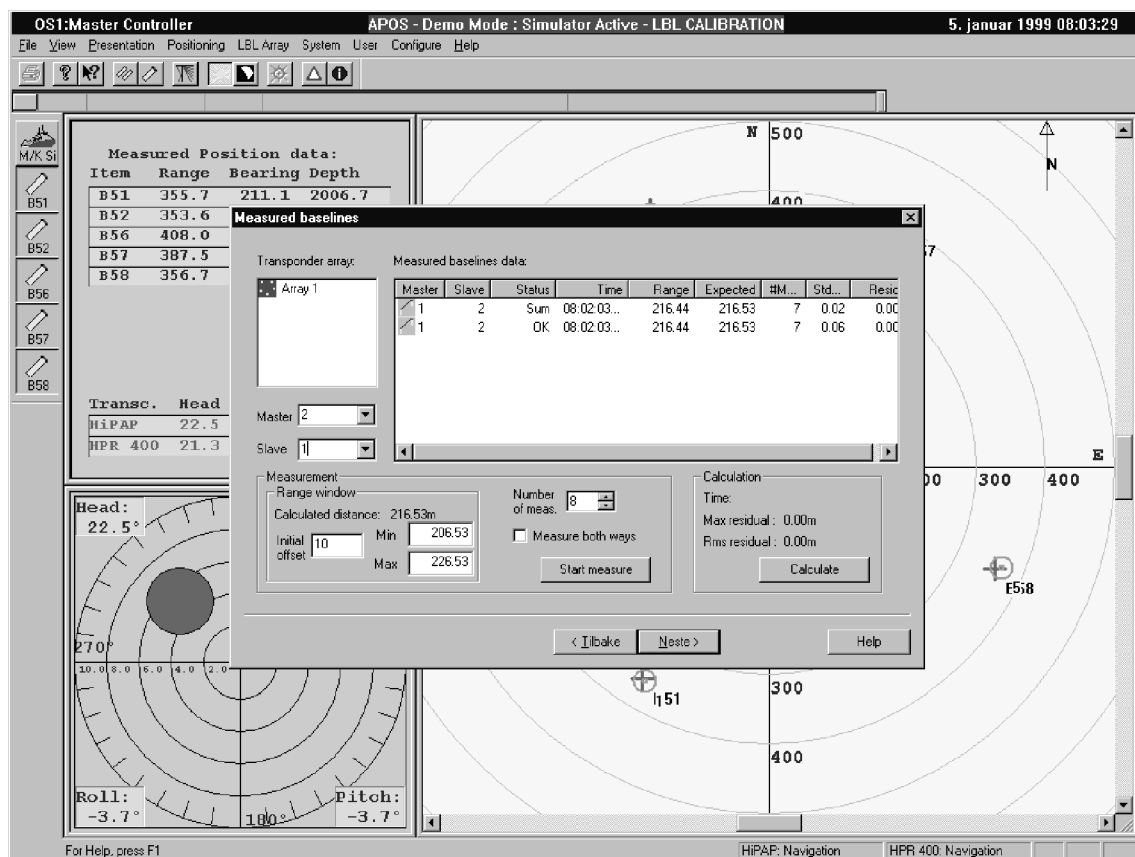 OS1:Master Controller APOS - Demo Mode : Simulator Active - LBL CALIBRATION 5. januar 1999 08:03:29
File View Presentation Positioning LBL Array System User Configure Help
M/K Si
B51
B52
B56
B57
B58
Measured Position data:
Item Range Bearing Depth
B51 355.7 211.1 2006.7
B52 353.6
B56 408.0
B57 387.5
B58 356.7
Transc. Head
HiPAP 22.5
HPR 400 21.3
Measured baselines
Transponder array:
Array 1
Master 2
Slave 1
Measured baselines data:
Master Slave Status Time Range Expected #M... Std... Resic
1 2 Sum 08:02:03... 216.44 216.53 7 0.02 0.00
1 2 OK 08:02:03... 216.44 216.53 7 0.06 0.00
Measurement
Range window
Calculated distance: 216.53m
Initial offset 10
Min 206.53
Max 226.53
Number of meas. 8
Measure both ways
Start measure
Calculation
Time:
Max residual : 0.00m
Rms residual : 0.00m
Calculate
< Tilbake
Neste >
Help
N 500
N
400
57
E
00 300 400
58
51
300
400
Head:
22.5°
270°
10.0 8.0 6.0 4.0 2.0
180°
Roll:
-3.7°
Pitch:
-3.7°
For Help, press F1
HiPAP: Navigation
HPR 400: Navigation